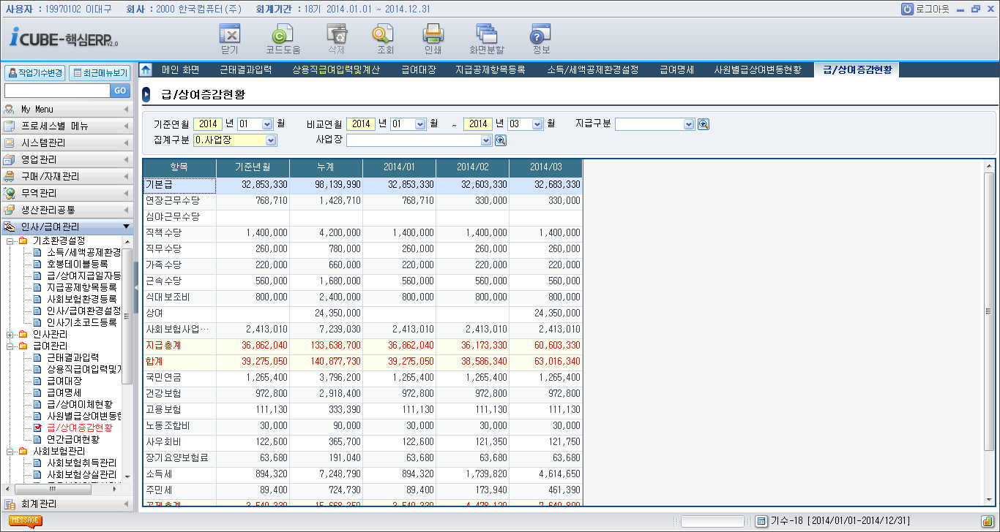 사용자 : 19970102 이대구 회사 : 2000 한국컴퓨터(주) 회계기간 : 18기 2014.01.01 ~ 2014.12.31 로그아웃
iCUBE-핵심ERP v2.0
닫기 코드도움 삭제 조회 인쇄 화면분할 정보
작업기수변경 최근메뉴보기
GO
메인 화면 근태결과입력 상용직급여입력및계산 급여대장 지급공제항목등록 소득/세액공제환경설정 급여명세 사원별급상여변동현황 급/상여증감현황
My Menu
프로세스별 메뉴
시스템관리
영업관리
구매/자재관리
무역관리
생산관리공통
인사/급여관리
기초환경설정
소득/세액공제환경
호봉테이블등록
급/상여지급일자등
지급공제항목등록
사회보험환경등록
인사/급여환경설정
인사기초코드등록
인사관리
급여관리
근태결과입력
상용직급여입력및
급여대장
급여명세
급/상여이체현황
사원별급상여변동
급/상여증감현황
연간급여현황
사회보험관리
사회보험취득관리
사회보험상실관리
회계관리
MESSAGE
급/상여증감현황
기준연월 2014 년 01 월 비교연월 2014 년 01 월 ~ 2014 년 03 월 지급구분
집계구분 0.사업장 사업장
항목 기준년월 누계 2014/01 2014/02 2014/03
기본급 32,853,330 98,139,990 32,853,330 32,603,330 32,683,330
연장근무수당 768,710 1,428,710 768,710 330,000 330,000
심야근무수당
직책수당 1,400,000 4,200,000 1,400,000 1,400,000 1,400,000
직무수당 260,000 780,000 260,000 260,000 260,000
가족수당 220,000 660,000 220,000 220,000 220,000
근속수당 560,000 1,680,000 560,000 560,000 560,000
식대보조비 800,000 2,400,000 800,000 800,000 800,000
상여 24,350,000 24,350,000
사회보험사업… 2,413,010 7,239,030 2,413,010 2,413,010 2,413,010
지급총계 36,862,040 133,638,700 36,862,040 36,173,330 60,603,330
합계 39,275,050 140,877,730 39,275,050 38,586,340 63,016,340
국민연금 1,265,400 3,796,200 1,265,400 1,265,400 1,265,400
건강보험 972,800 2,918,400 972,800 972,800 972,800
고용보험 111,130 333,390 111,130 111,130 111,130
노동조합비 30,000 90,000 30,000 30,000 30,000
사우회비 122,600 365,700 122,600 121,350 121,750
장기요양보험료 63,680 191,040 63,680 63,680 63,680
소득세 894,320 7,248,790 894,320 1,739,820 4,614,650
주민세 89,400 724,730 89,400 173,940 461,390
공제총계 3,549,330 15,668,250 3,549,330 4,478,120 7,640,800
기수-18 [2014/01/01-2014/12/31]